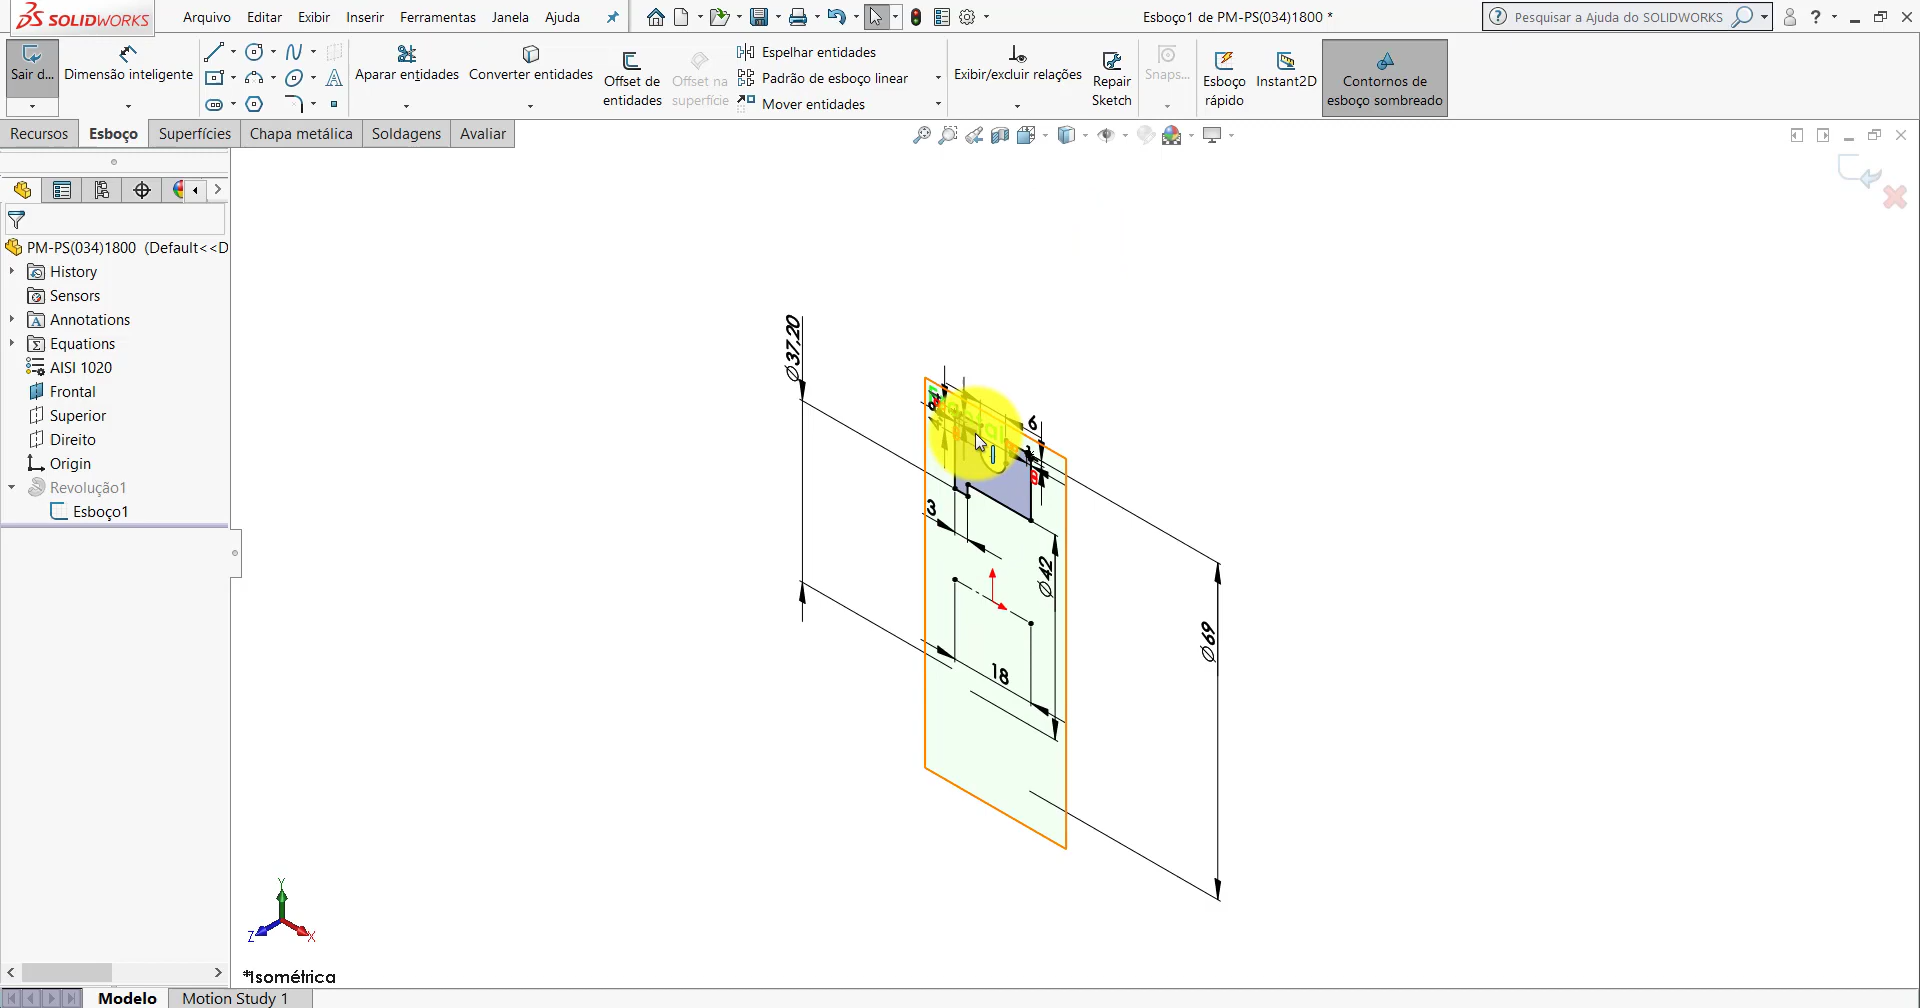 SOLIDWORKS
Arquivo Editar Exibir Inserir Ferramentas Janela Ajuda
Esboço1 de PM-PS(034)1800 *
Pesquisar a Ajuda do SOLIDWORKS
Sair d...
Dimensão inteligente
Aparar entidades
Converter entidades
Offset de entidades
Offset na superfície
Espelhar entidades
Padrão de esboço linear
Mover entidades
Exibir/excluir relações
Repair Sketch
Snaps...
Esboço rápido
Instant2D
Contornos de esboço sombreado
Recursos Esboço Superfícies Chapa metálica Soldagens Avaliar
PM-PS(034)1800 (Default<<D
History
Sensors
Annotations
Equations
AISI 1020
Frontal
Superior
Direito
Origin
Revolução1
Esboço1
Ø37,20
6
3
Ø42
18
Ø69
Y
Z
X
*Isométrica
Modelo Motion Study 1